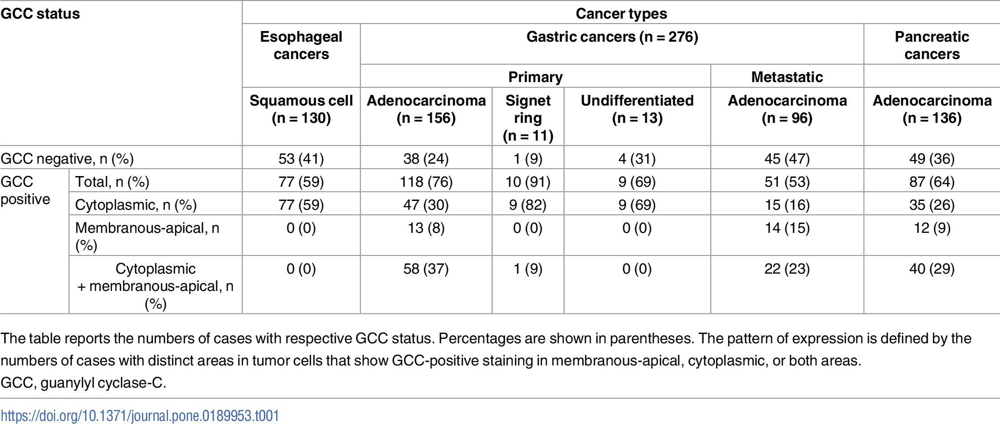 GCC status
Cancer types
Esophageal
cancers
Gastric cancers (n = 276)
Pancreatic
cancers
Primary
Metastatic
Squamous cell
(n = 130)
Adenocarcinoma
(n = 156)
Signet
ring
(n = 11)
Undifferentiated
(n = 13)
Adenocarcinoma
(n = 96)
Adenocarcinoma
(n = 136)
GCC negative, n (%) 53 (41) 38 (24) 1 (9) 4 (31) 45 (47) 49 (36)
GCC
positive
Total, n (%) 77 (59) 118 (76) 10 (91) 9 (69) 51 (53) 87 (64)
Cytoplasmic, n (%) 77 (59) 47 (30) 9 (82) 9 (69) 15 (16) 35 (26)
Membranous-apical, n
(%)
0 (0) 13 (8) 0 (0) 0 (0) 14 (15) 12 (9)
Cytoplasmic
+ membranous-apical, n
(%)
0 (0) 58 (37) 1 (9) 0 (0) 22 (23) 40 (29)
The table reports the numbers of cases with respective GCC status. Percentages are shown in parentheses. The pattern of expression is defined by the
numbers of cases with distinct areas in tumor cells that show GCC-positive staining in membranous-apical, cytoplasmic, or both areas.
GCC, guanylyl cyclase-C.
https://doi.org/10.1371/journal.pone.0189953.t001